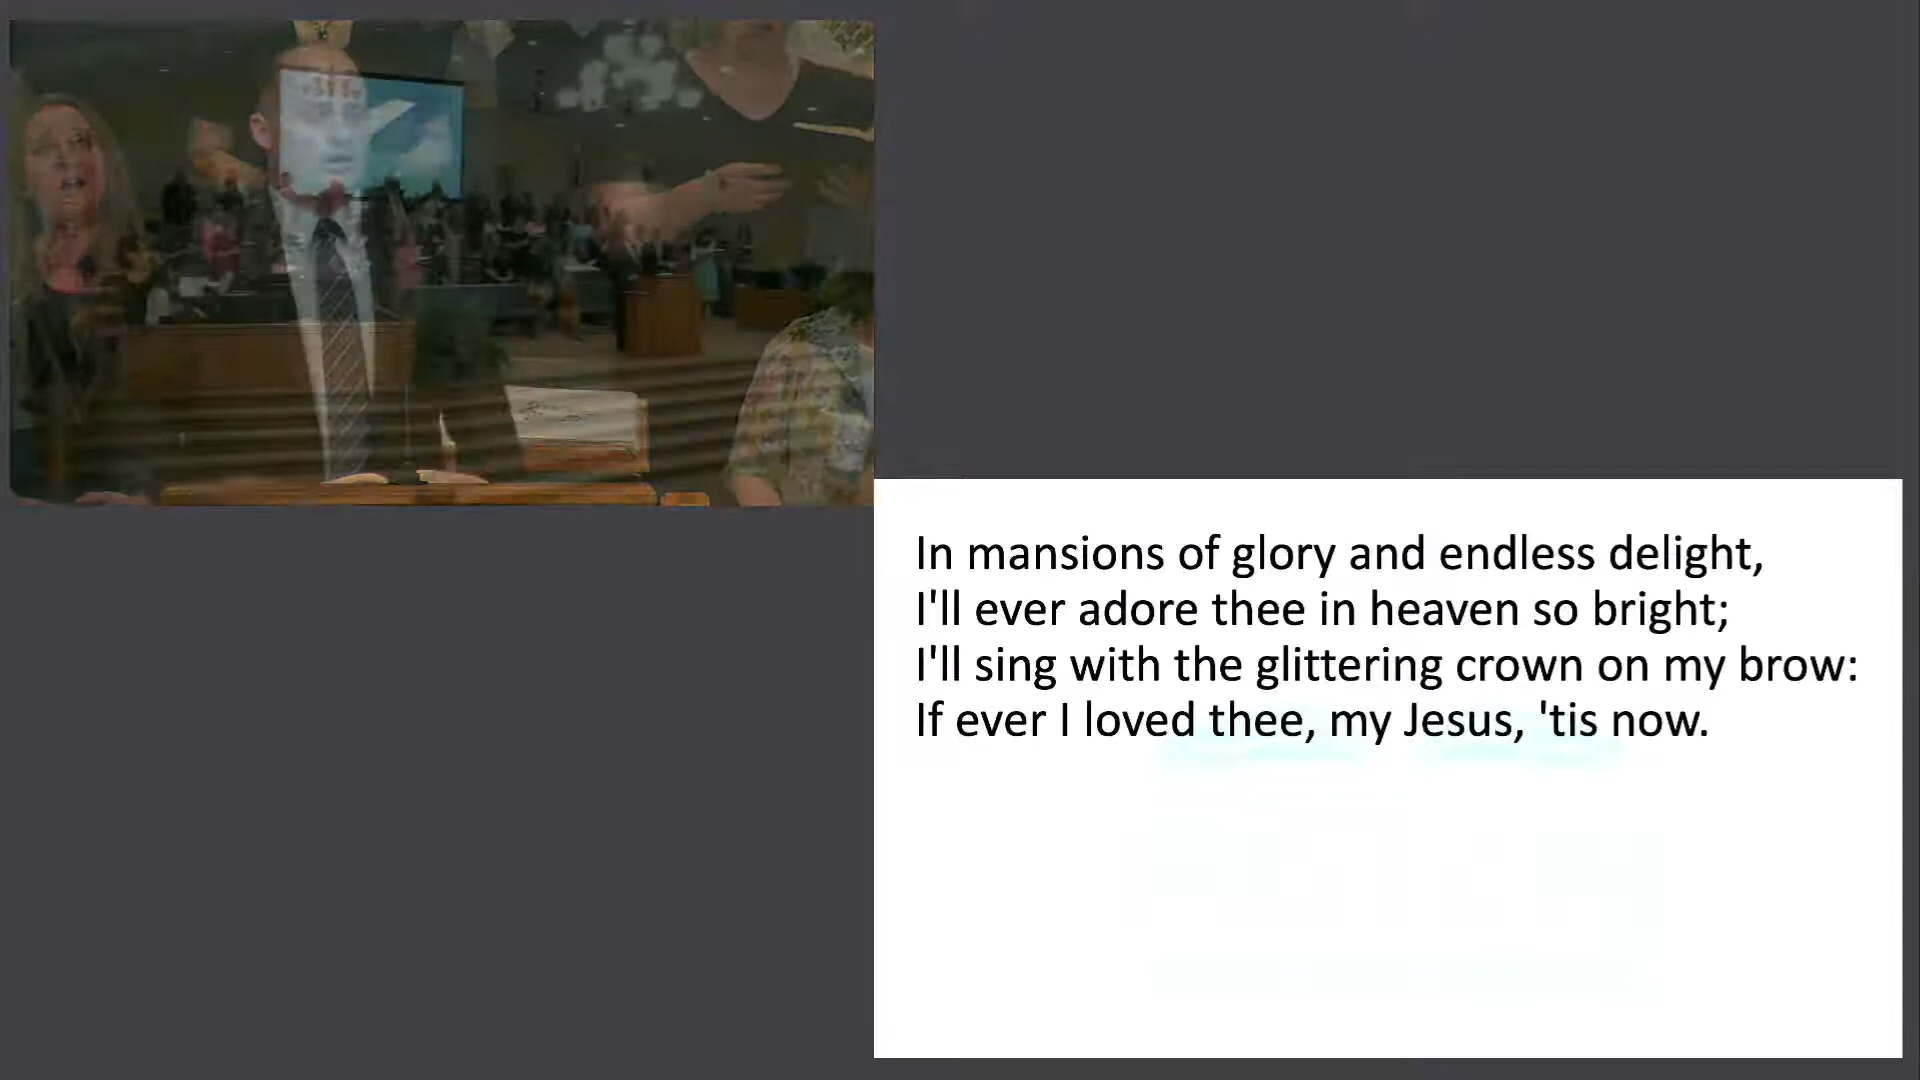 In mansions of glory and endless delight,
I'll ever adore thee in heaven so bright;
I'll sing with the glittering crown on my brow:
If ever I loved thee, my Jesus, 'tis now.